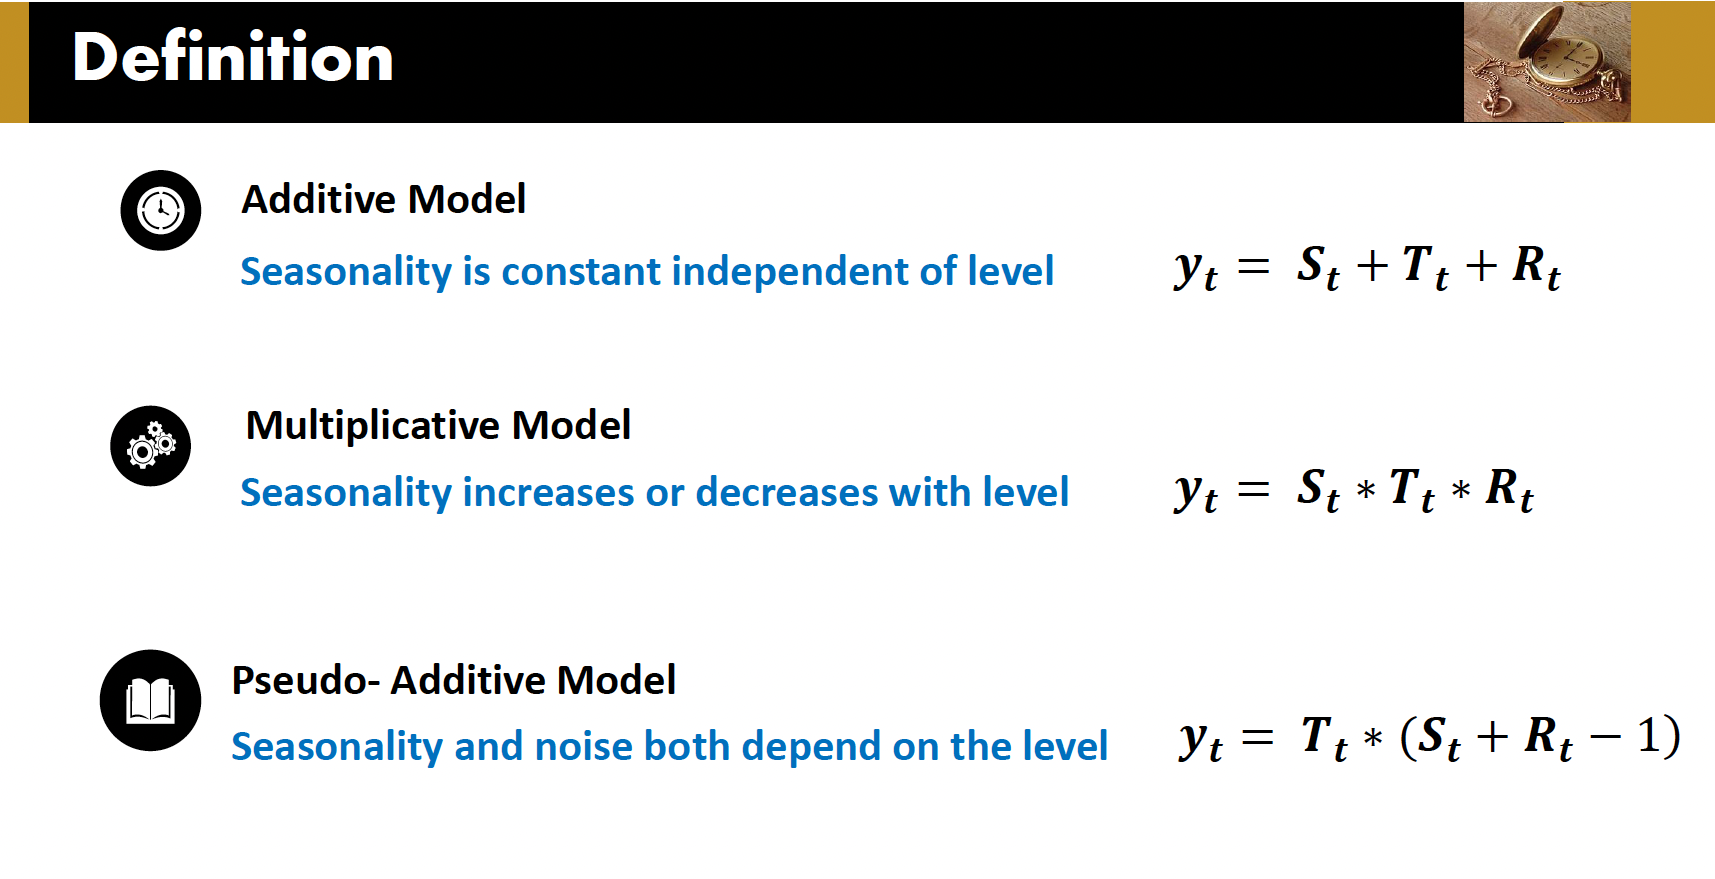 Definition
Additive Model
Seasonality is constant independent of level
y_t = S_t + T_t + R_t
Multiplicative Model
Seasonality increases or decreases with level
y_t = S_t * T_t * R_t
Pseudo- Additive Model
Seasonality and noise both depend on the level
y_t = T_t * (S_t + R_t − 1)